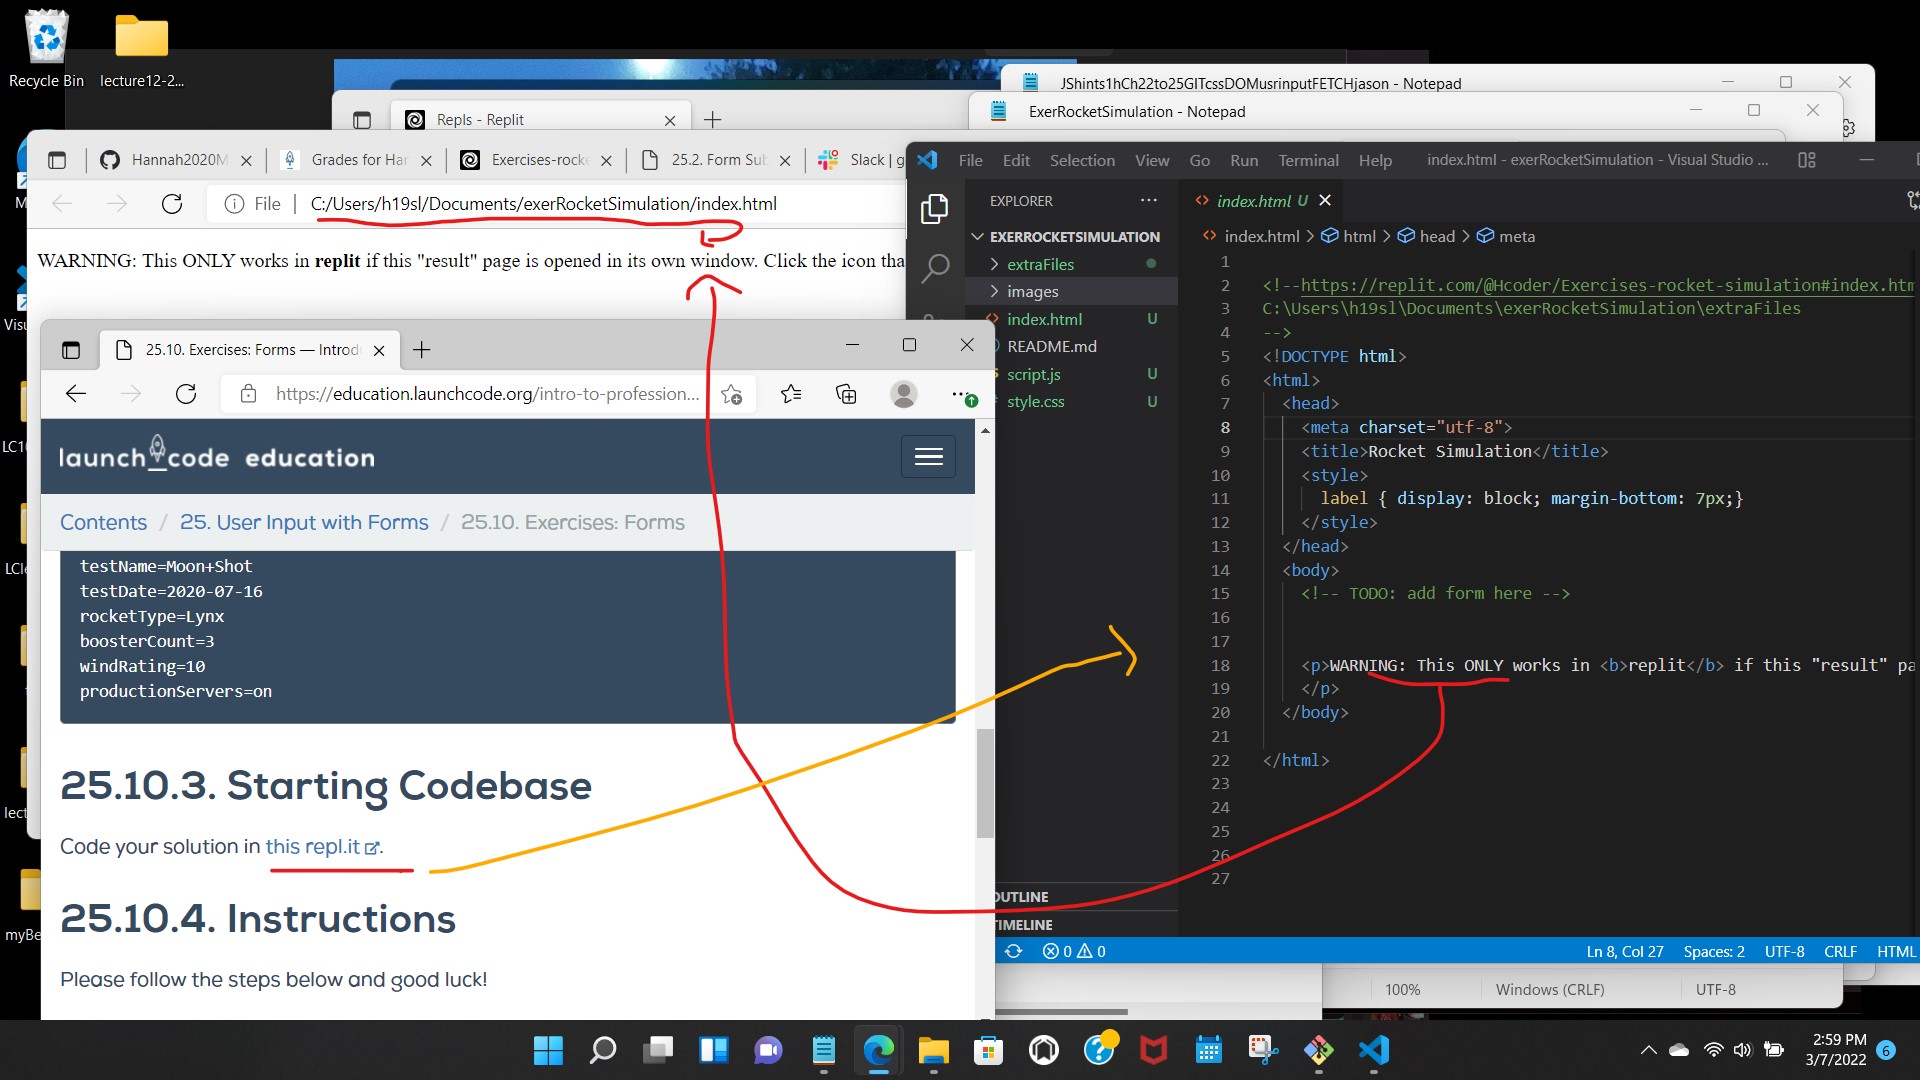 Recycle Bin
lecture12-2...
JShints1hCh22to25GITcssDOMusrinputFETCHjason - Notepad
ExerRocketSimulation - Notepad
Repls - Replit
Hannah2020M
Grades for Har
Exercises-rocke
25.2. Form Sub
Slack | g
File
C:/Users/h19sl/Documents/exerRocketSimulation/index.html
WARNING: This ONLY works in replit if this "result" page is opened in its own window. Click the icon tha
File Edit Selection View Go Run Terminal Help
index.html - exerRocketSimulation - Visual Studio ...
EXPLORER
EXERROCKETSIMULATION
extraFiles
images
index.html U
README.md
script.js U
style.css U
OUTLINE
TIMELINE
index.html U
index.html > html > head > meta
1
2 <!--https://replit.com/@Hcoder/Exercises-rocket-simulation#index.htm
3 C:\Users\h19sl\Documents\exerRocketSimulation\extraFiles
4 -->
5 <!DOCTYPE html>
6 <html>
7 <head>
8 <meta charset="utf-8">
9 <title>Rocket Simulation</title>
10 <style>
11 label { display: block; margin-bottom: 7px;}
12 </style>
13 </head>
14 <body>
15 <!-- TODO: add form here -->
16
17
18 <p>WARNING: This ONLY works in <b>replit</b> if this "result" pa
19 </p>
20 </body>
21
22 </html>
23
24
25
26
27
0 0
Ln 8, Col 27 Spaces: 2 UTF-8 CRLF HTML
100% Windows (CRLF) UTF-8
25.10. Exercises: Forms — Introd
https://education.launchcode.org/intro-to-profession...
launch_code education
Contents / 25. User Input with Forms / 25.10. Exercises: Forms
testName=Moon+Shot
testDate=2020-07-16
rocketType=Lynx
boosterCount=3
windRating=10
productionServers=on
25.10.3. Starting Codebase
Code your solution in this repl.it.
25.10.4. Instructions
Please follow the steps below and good luck!
M
Visu
LC1
LCle
lect
myBe
2:59 PM
3/7/2022
6